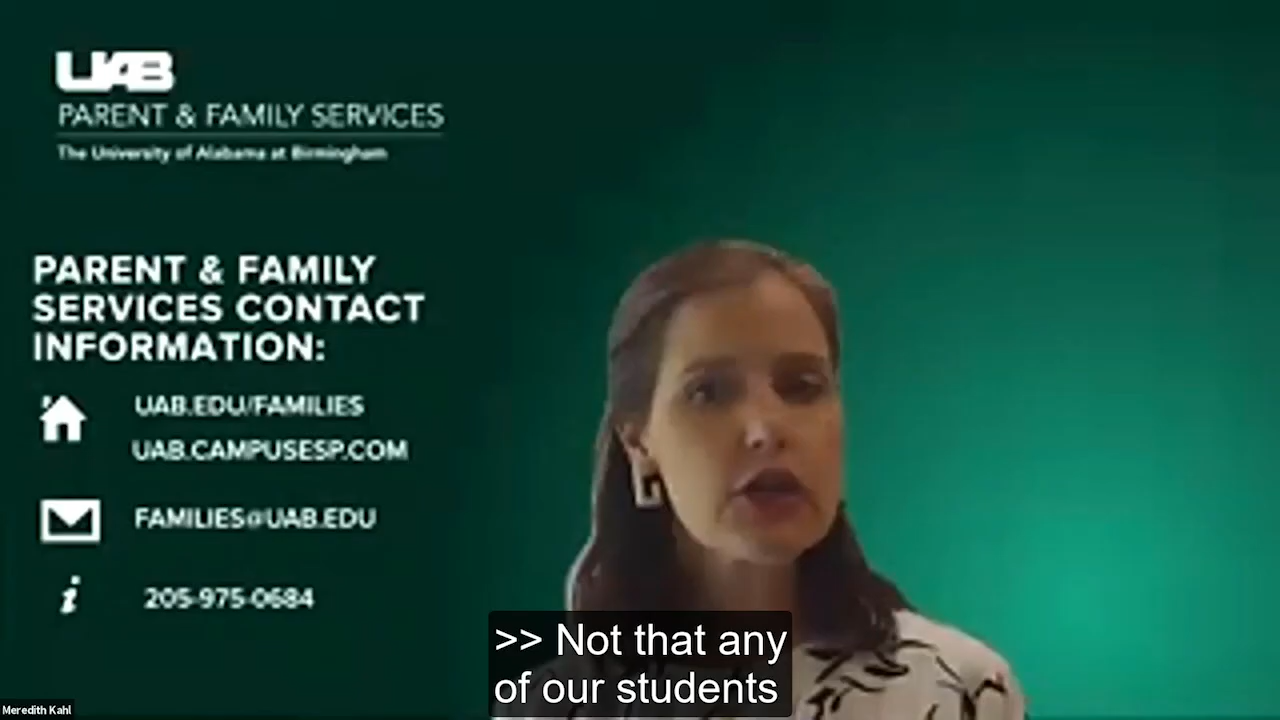 UAB
PARENT & FAMILY SERVICES
The University of Alabama at Birmingham
PARENT & FAMILY
SERVICES CONTACT
INFORMATION:
UAB.EDU/FAMILIES
UAB.CAMPUSESP.COM
FAMILIES@UAB.EDU
i 205-975-0684
>> Not that any
of our students
Meredith Kahl